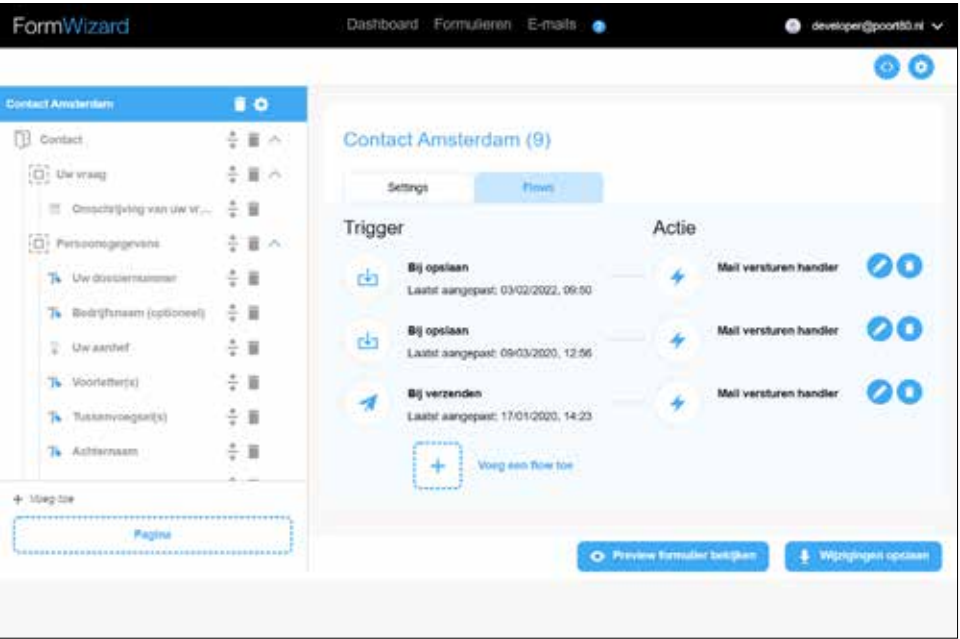 FormWizard
Dashboard Formulieren E-mails
developer@poort80.nl
Contact Amsterdam
Contact
Uw vraag
Omschrijving van uw vr...
Persoonsgegevens
Uw dossiernummer
Bedrijfsnaam (optioneel)
Uw aanhef
Voorletter(s)
Tussenvoegsel(s)
Achternaam
+ Voeg toe
Pagina
Contact Amsterdam (9)
Settings Flows
Trigger Actie
Bij opslaan Mail versturen handler
Laatst aangepast: 03/02/2022, 09:50
Bij opslaan Mail versturen handler
Laatst aangepast: 09/03/2020, 12:56
Bij verzenden Mail versturen handler
Laatst aangepast: 17/01/2020, 14:23
+ Voeg een flow toe
Preview formulier bekijken Wijzigingen opslaan